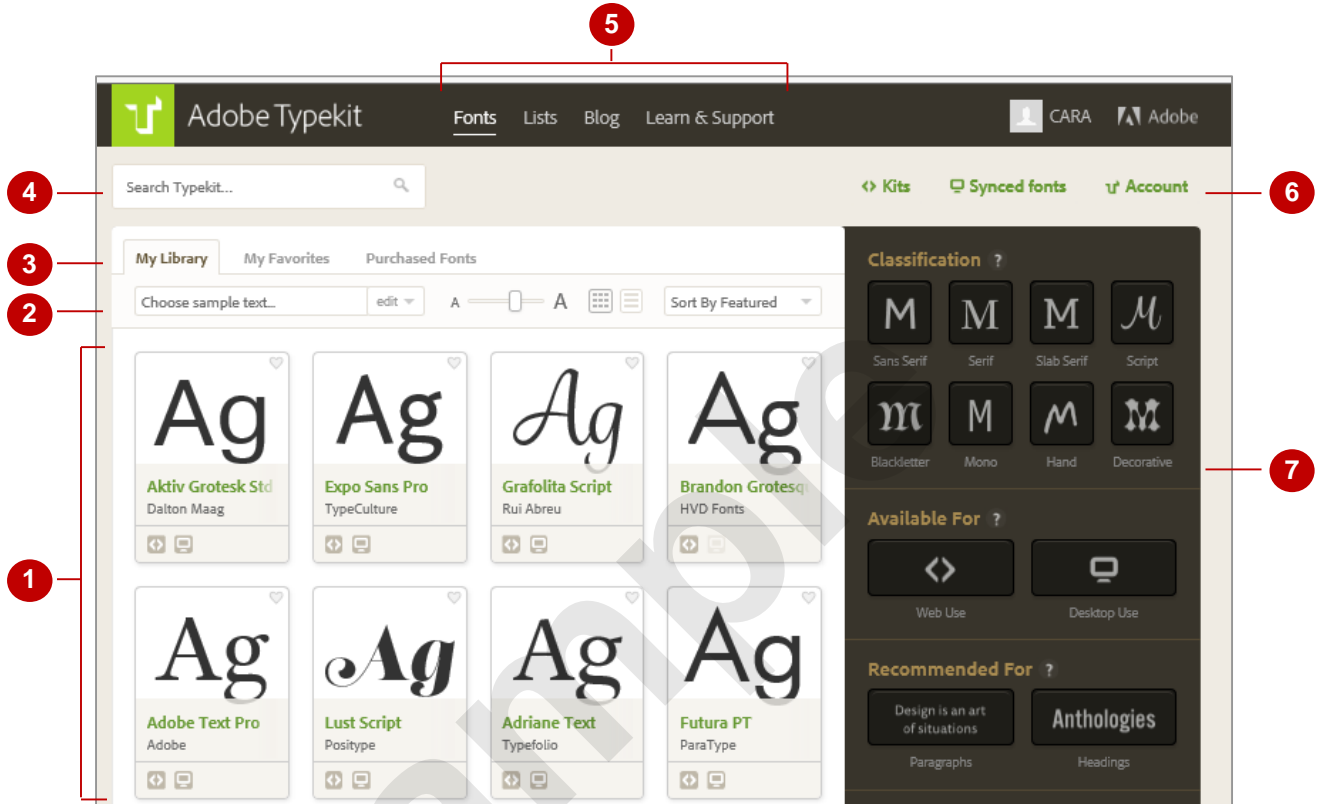 5
Adobe Typekit
Fonts Lists Blog Learn & Support
CARA Adobe
4
Search Typekit...
Kits Synced fonts Account
6
3
My Library My Favorites Purchased Fonts
2
Choose sample text... edit A A Sort By Featured
Classification ?
M M M M
Sans Serif Serif Slab Serif Script
m M M M
Blackletter Mono Hand Decorative
7
1
Ag Ag Ag Ag
Aktiv Grotesk Std Expo Sans Pro Grafolita Script Brandon Grotesq
Dalton Maag TypeCulture Rui Abreu HVD Fonts
Available For ?
Web Use Desktop Use
Ag Ag Ag Ag
Adobe Text Pro Lust Script Adriane Text Futura PT
Adobe Positype Typefolio ParaType
Recommended For ?
Design is an art
of situations
Anthologies
Paragraphs Headings
ample